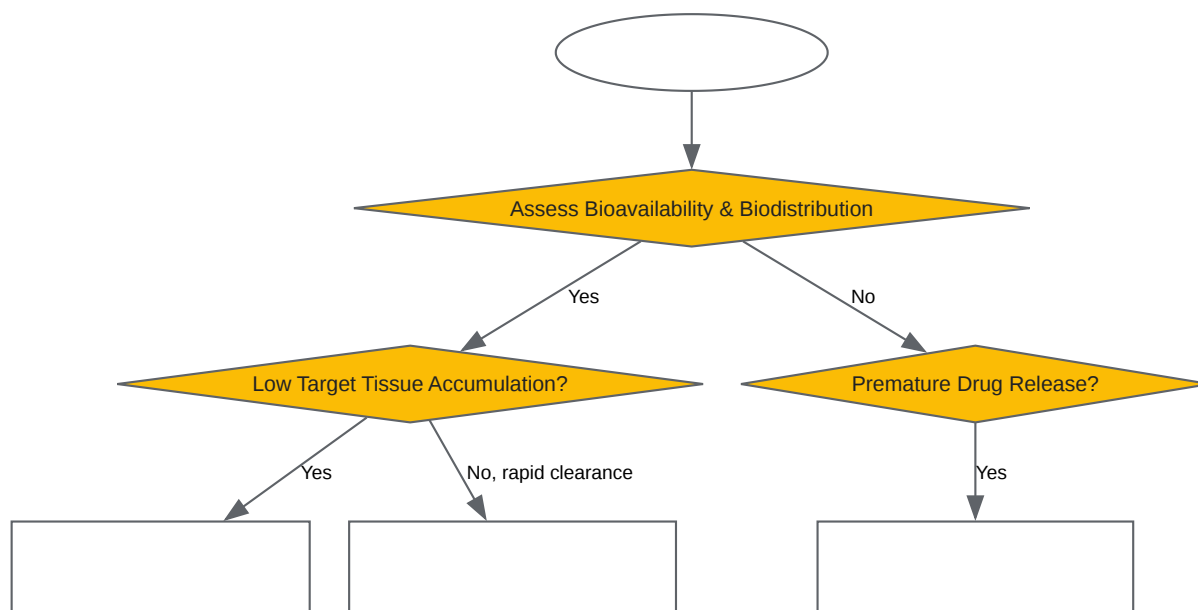 Assess Bioavailability & Biodistribution
Yes
No
Low Target Tissue Accumulation?
Premature Drug Release?
Yes
No, rapid clearance
Yes